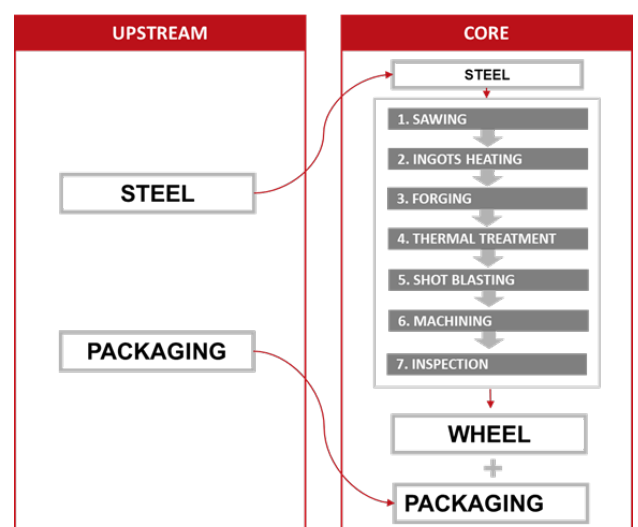 UPSTREAM
STEEL
PACKAGING
CORE
STEEL
1. SAWING
2. INGOTS HEATING
3. FORGING
4. THERMAL TREATMENT
5. SHOT BLASTING
6. MACHINING
7. INSPECTION
WHEEL
+
PACKAGING